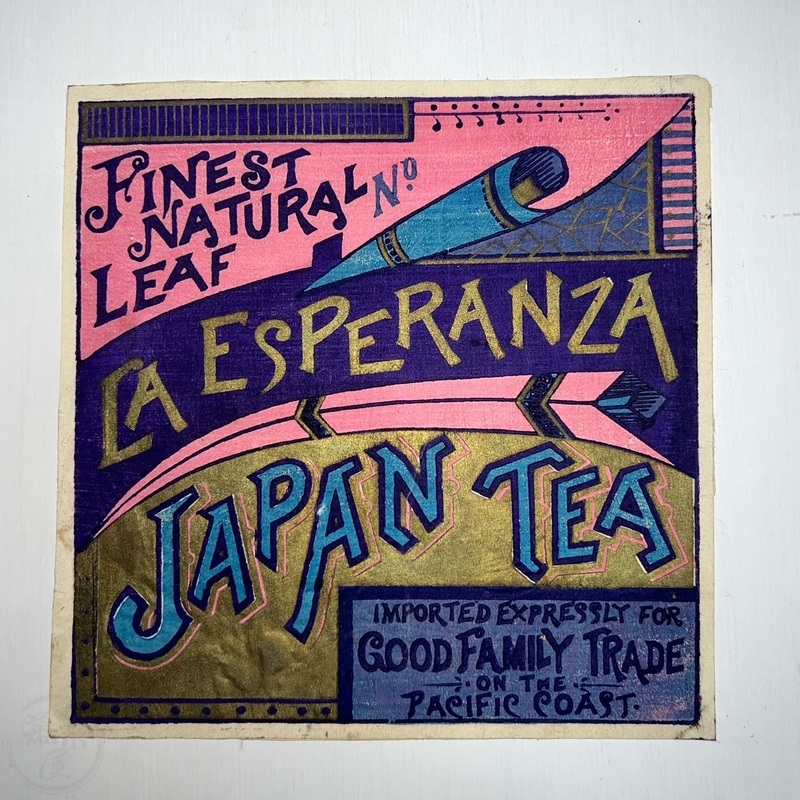 FINEST
NATURAL
LEAF
No
LA ESPERANZA
JAPAN TEA
IMPORTED EXPRESSLY FOR
GOOD FAMILY TRADE
ON THE
PACIFIC COAST.